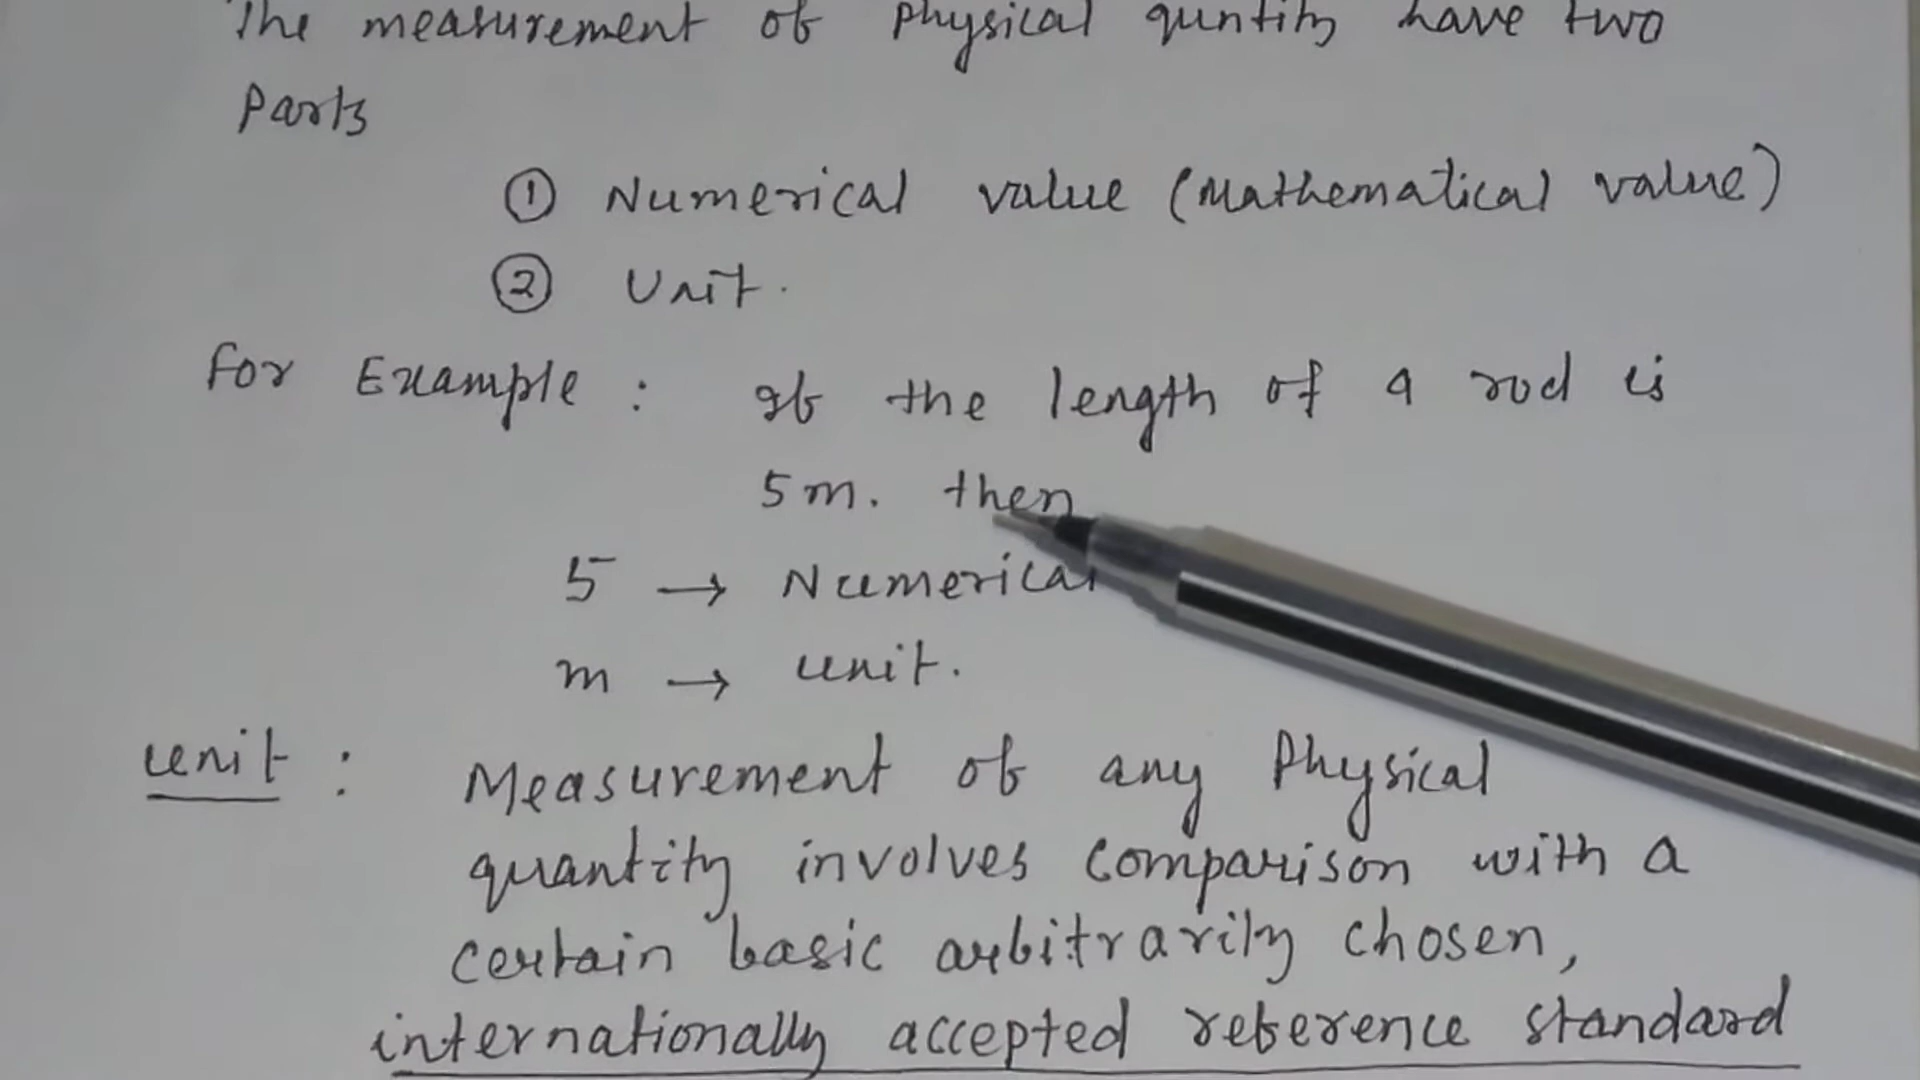 The measurement of physical quntity have two
Parts
① Numerical value (Mathematical value)
② Unit.
For Example : If the length of a rod is
5m. then
5 → Numerical
m → unit.
unit : Measurement of any Physical
quantity involves comparison with a
certain basic arbitrarily chosen,
internationally accepted reference standard